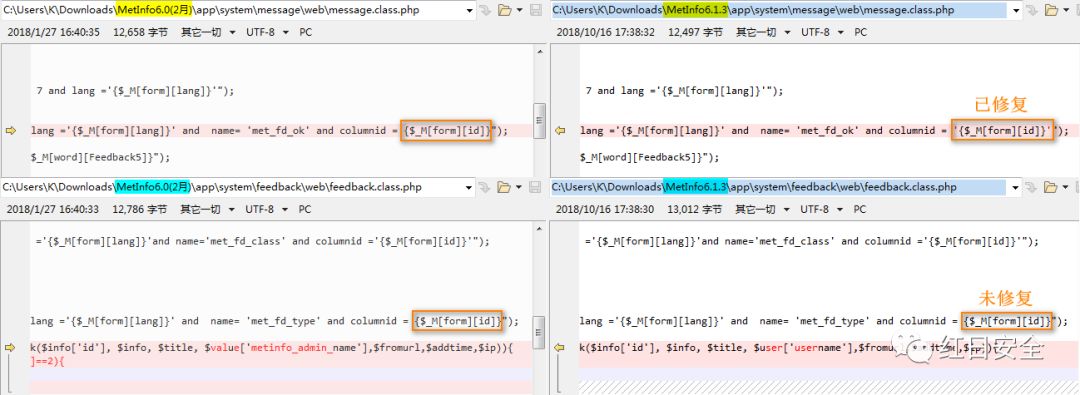 C:\Users\K\Downloads\MetInfo6.0(2月)\app\system\message\web\message.class.php
2018/1/27 16:40:35 12,658 字节 其它一切 UTF-8 PC
7 and lang ='{$_M[form][lang]}'");
lang ='{$_M[form][lang]}' and name= 'met_fd_ok' and columnid = {$_M[form][id]}");
$_M[word][Feedback5]}");
C:\Users\K\Downloads\MetInfo6.1.3\app\system\message\web\message.class.php
2018/10/16 17:38:32 12,497 字节 其它一切 UTF-8 PC
7 and lang ='{$_M[form][lang]}'");
已修复
lang ='{$_M[form][lang]}' and name= 'met_fd_ok' and columnid = '{$_M[form][id]}'");
$_M[word][Feedback5]}");
C:\Users\K\Downloads\MetInfo6.0(2月)\app\system\feedback\web\feedback.class.php
2018/1/27 16:40:33 12,786 字节 其它一切 UTF-8 PC
='{$_M[form][lang]}'and name='met_fd_class' and columnid ='{$_M[form][id]}'");
lang ='{$_M[form][lang]}' and name= 'met_fd_type' and columnid = {$_M[form][id]}");
k($info['id'], $info, $title, $value['metinfo_admin_name'],$fromurl,$addtime,$ip)){
]==2){
C:\Users\K\Downloads\MetInfo6.1.3\app\system\feedback\web\feedback.class.php
2018/10/16 17:38:30 13,012 字节 其它一切 UTF-8 PC
='{$_M[form][lang]}'and name='met_fd_class' and columnid ='{$_M[form][id]}'");
未修复
lang ='{$_M[form][lang]}' and name= 'met_fd_type' and columnid = {$_M[form][id]}");
k($info['id'], $info, $title, $user['username'],$fromurl,$addtime,$ip)){
红日安全